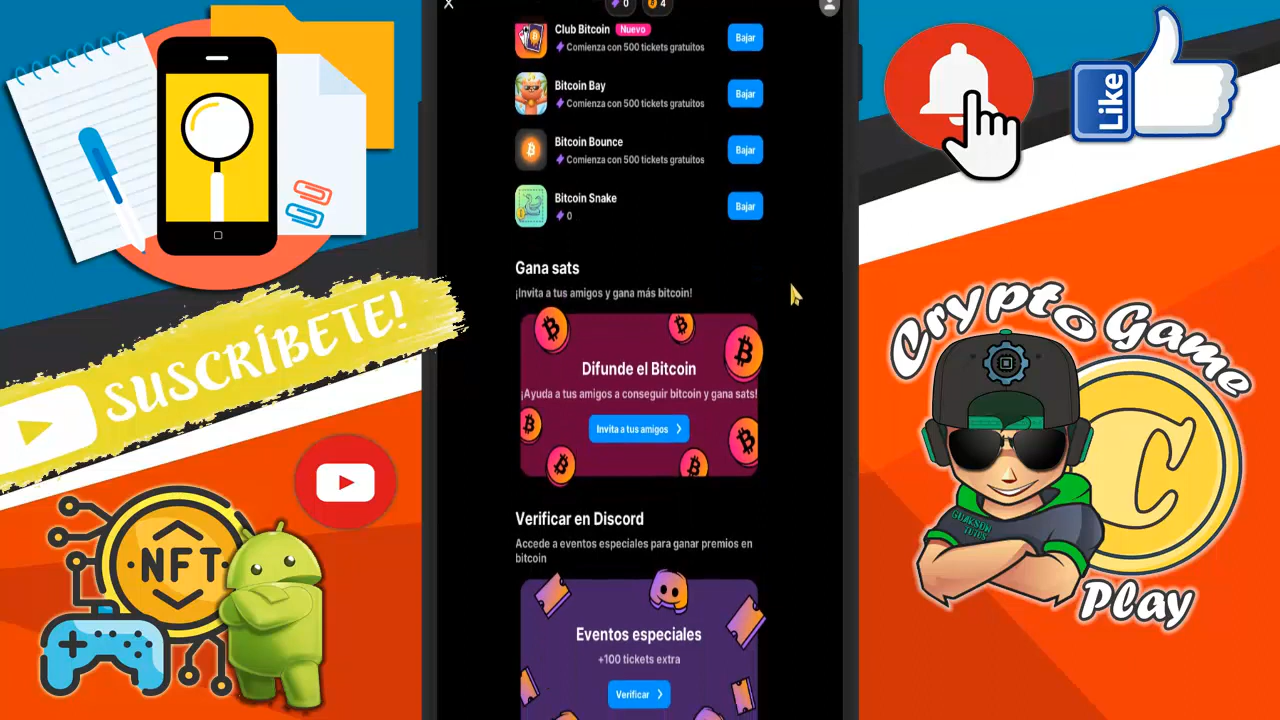 0
4
Club Bitcoin Nuevo
Comienza con 500 tickets gratuitos
Bajar
Bitcoin Bay
Comienza con 500 tickets gratuitos
Bajar
Bitcoin Bounce
Comienza con 500 tickets gratuitos
Bajar
Bitcoin Snake
0
Bajar
Gana sats
¡Invita a tus amigos y gana más bitcoin!
Difunde el Bitcoin
¡Ayuda a tus amigos a conseguir bitcoin y gana sats!
Invita a tus amigos
Verificar en Discord
Accede a eventos especiales para ganar premios en
bitcoin
Eventos especiales
+100 tickets extra
Verificar
SUSCRÍBETE!
NFT
Like
Crypto Game
C
Play